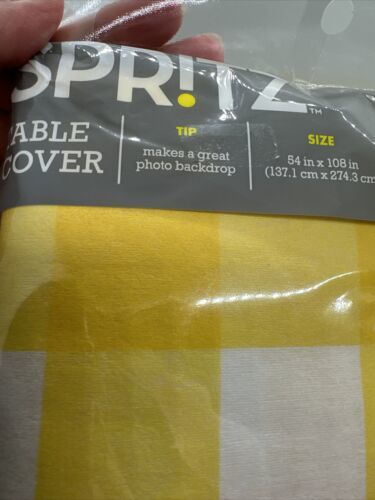 SPR!TZ™
TABLE
COVER
TIP
makes a great
photo backdrop
SIZE
54 in x 108 in
(137.1 cm x 274.3 cm